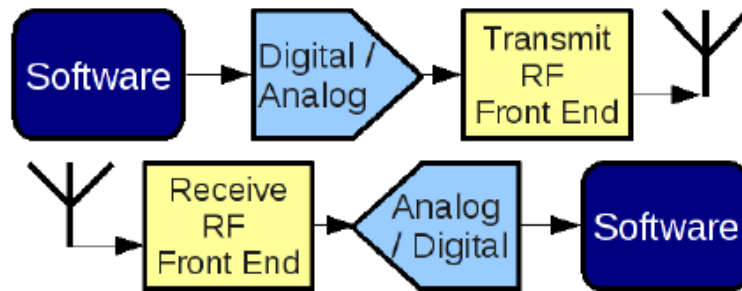 Software
Digital /
Analog
Transmit
RF
Front End
Receive
RF
Front End
Analog
/ Digital
Software